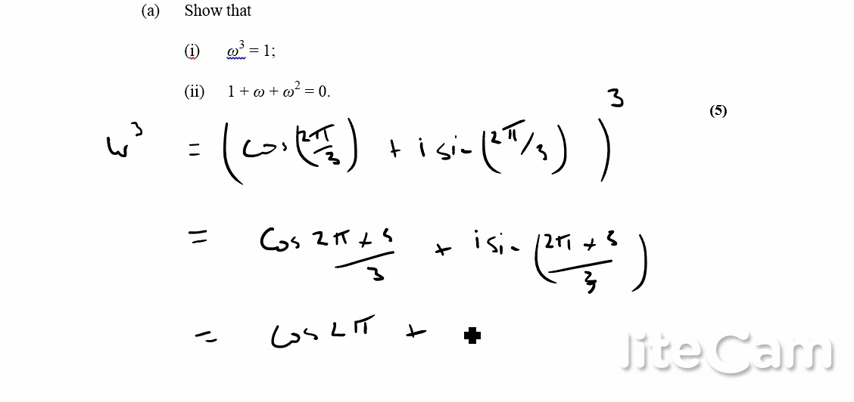 (a) Show that
(i) ω³ = 1;
(ii) 1 + ω + ω² = 0.
(5)
w³ = (cos(2π/3) + i sin(2π/3))³
= cos 2π × 3/3 + i sin(2π × 3/3)
= cos 2π +
liteCam